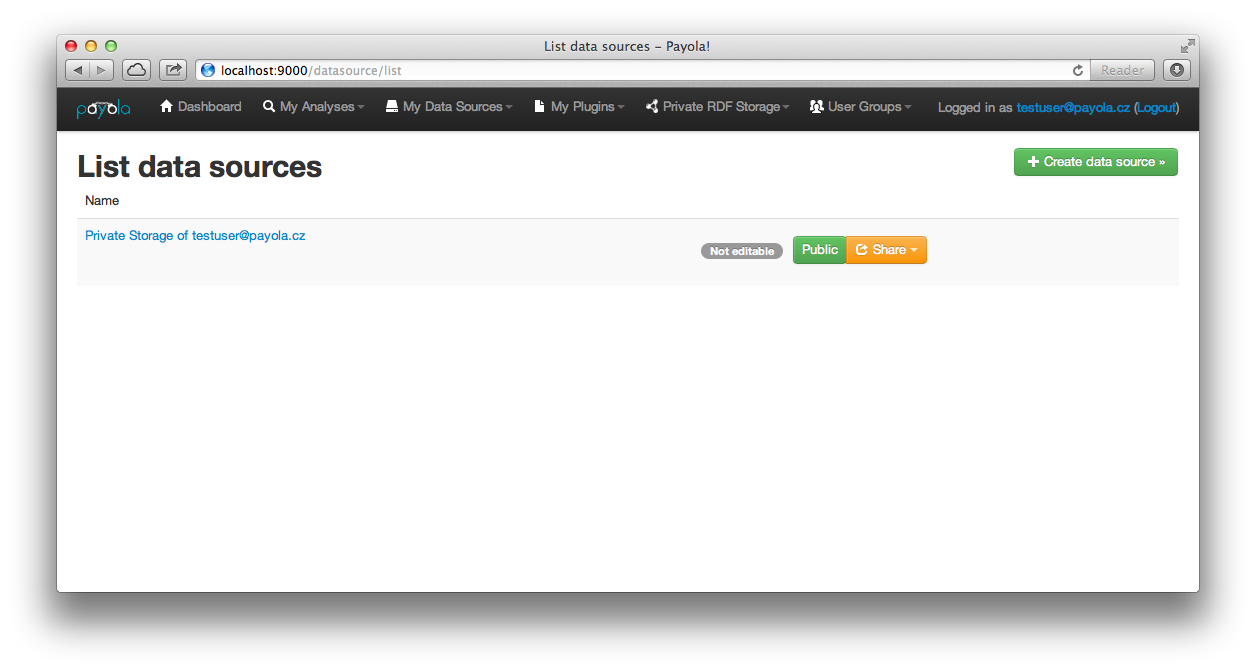 List data sources – Payola!
localhost:9000/datasource/list
Reader
payola
Dashboard
My Analyses
My Data Sources
My Plugins
Private RDF Storage
User Groups
Logged in as testuser@payola.cz (Logout)
List data sources
Create data source »
Name
Private Storage of testuser@payola.cz
Not editable
Public
Share